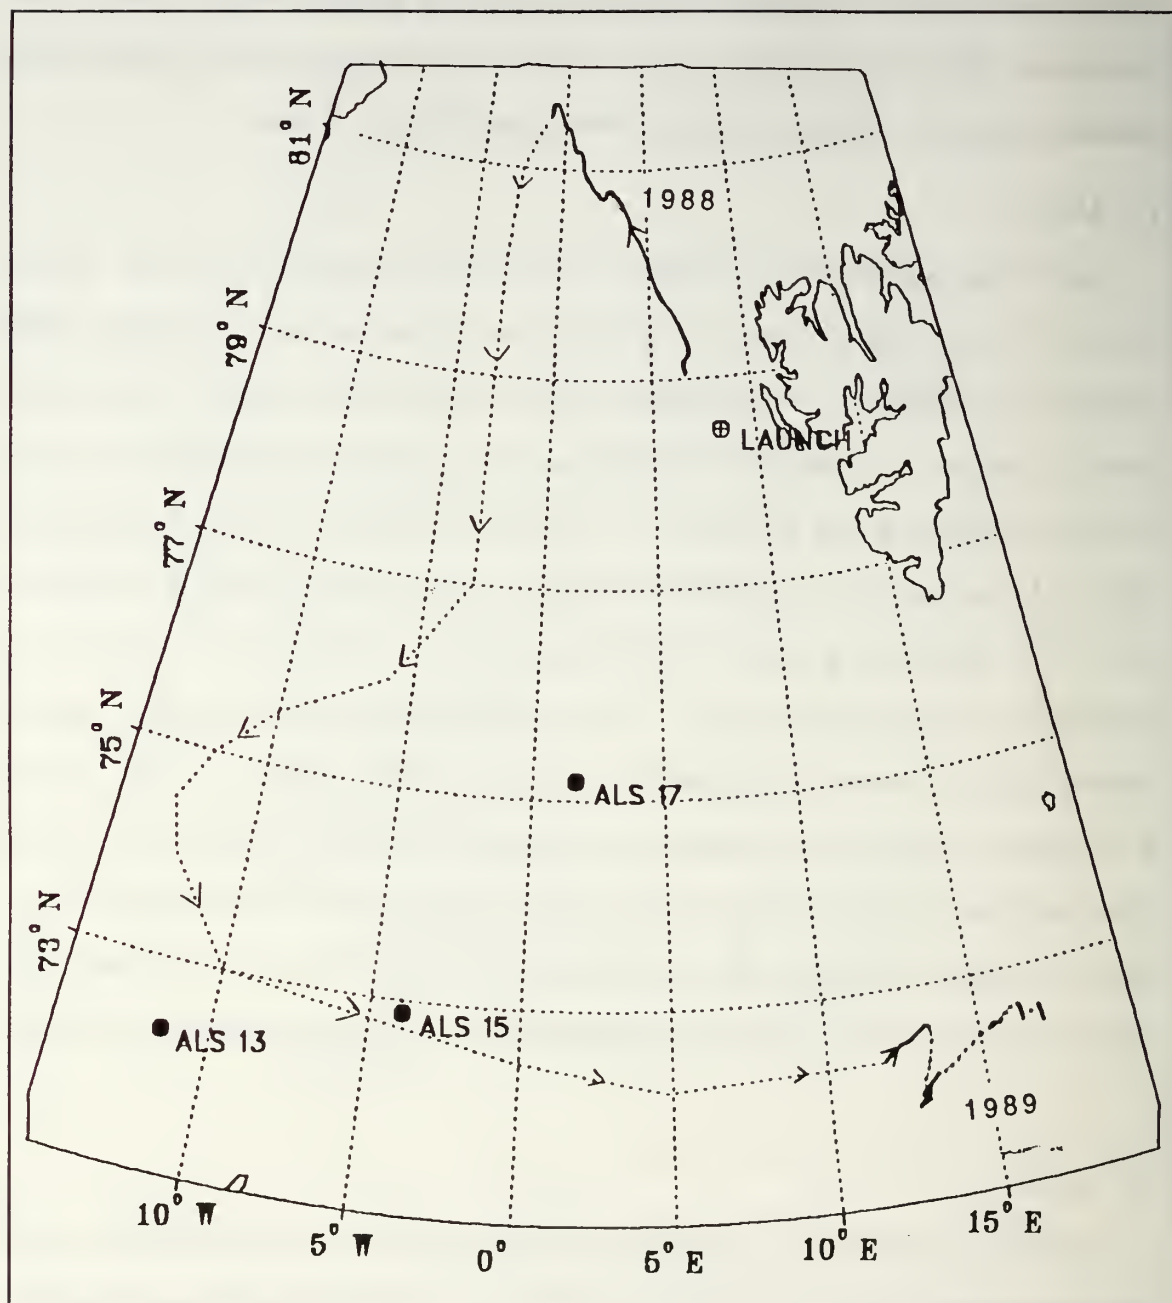 81° N
1988
79° N
⊕ LAUNCH
77° N
75° N
ALS 17
73° N
ALS 15
ALS 13
1989
10° W
5° W
0°
5° E
10° E
15° E